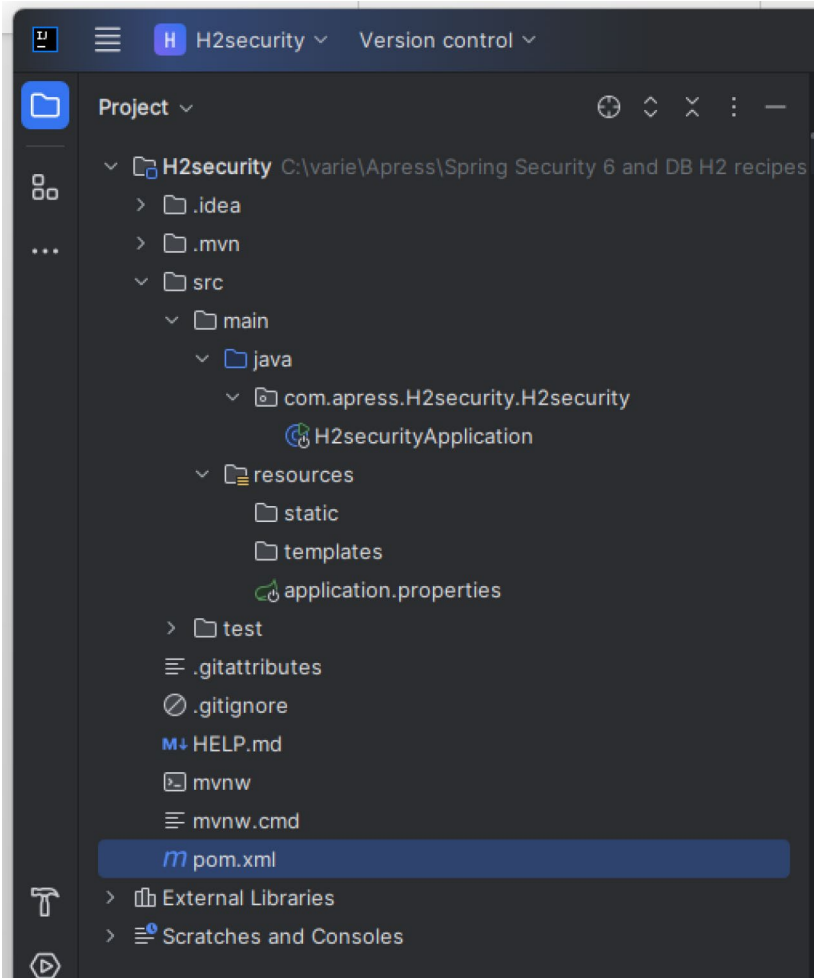 IJ
H H2security Version control
Project
H2security C:\varie\Apress\Spring Security 6 and DB H2 recipes
.idea
.mvn
src
main
java
com.apress.H2security.H2security
H2securityApplication
resources
static
templates
application.properties
test
.gitattributes
.gitignore
M↓ HELP.md
mvnw
mvnw.cmd
m pom.xml
External Libraries
Scratches and Consoles